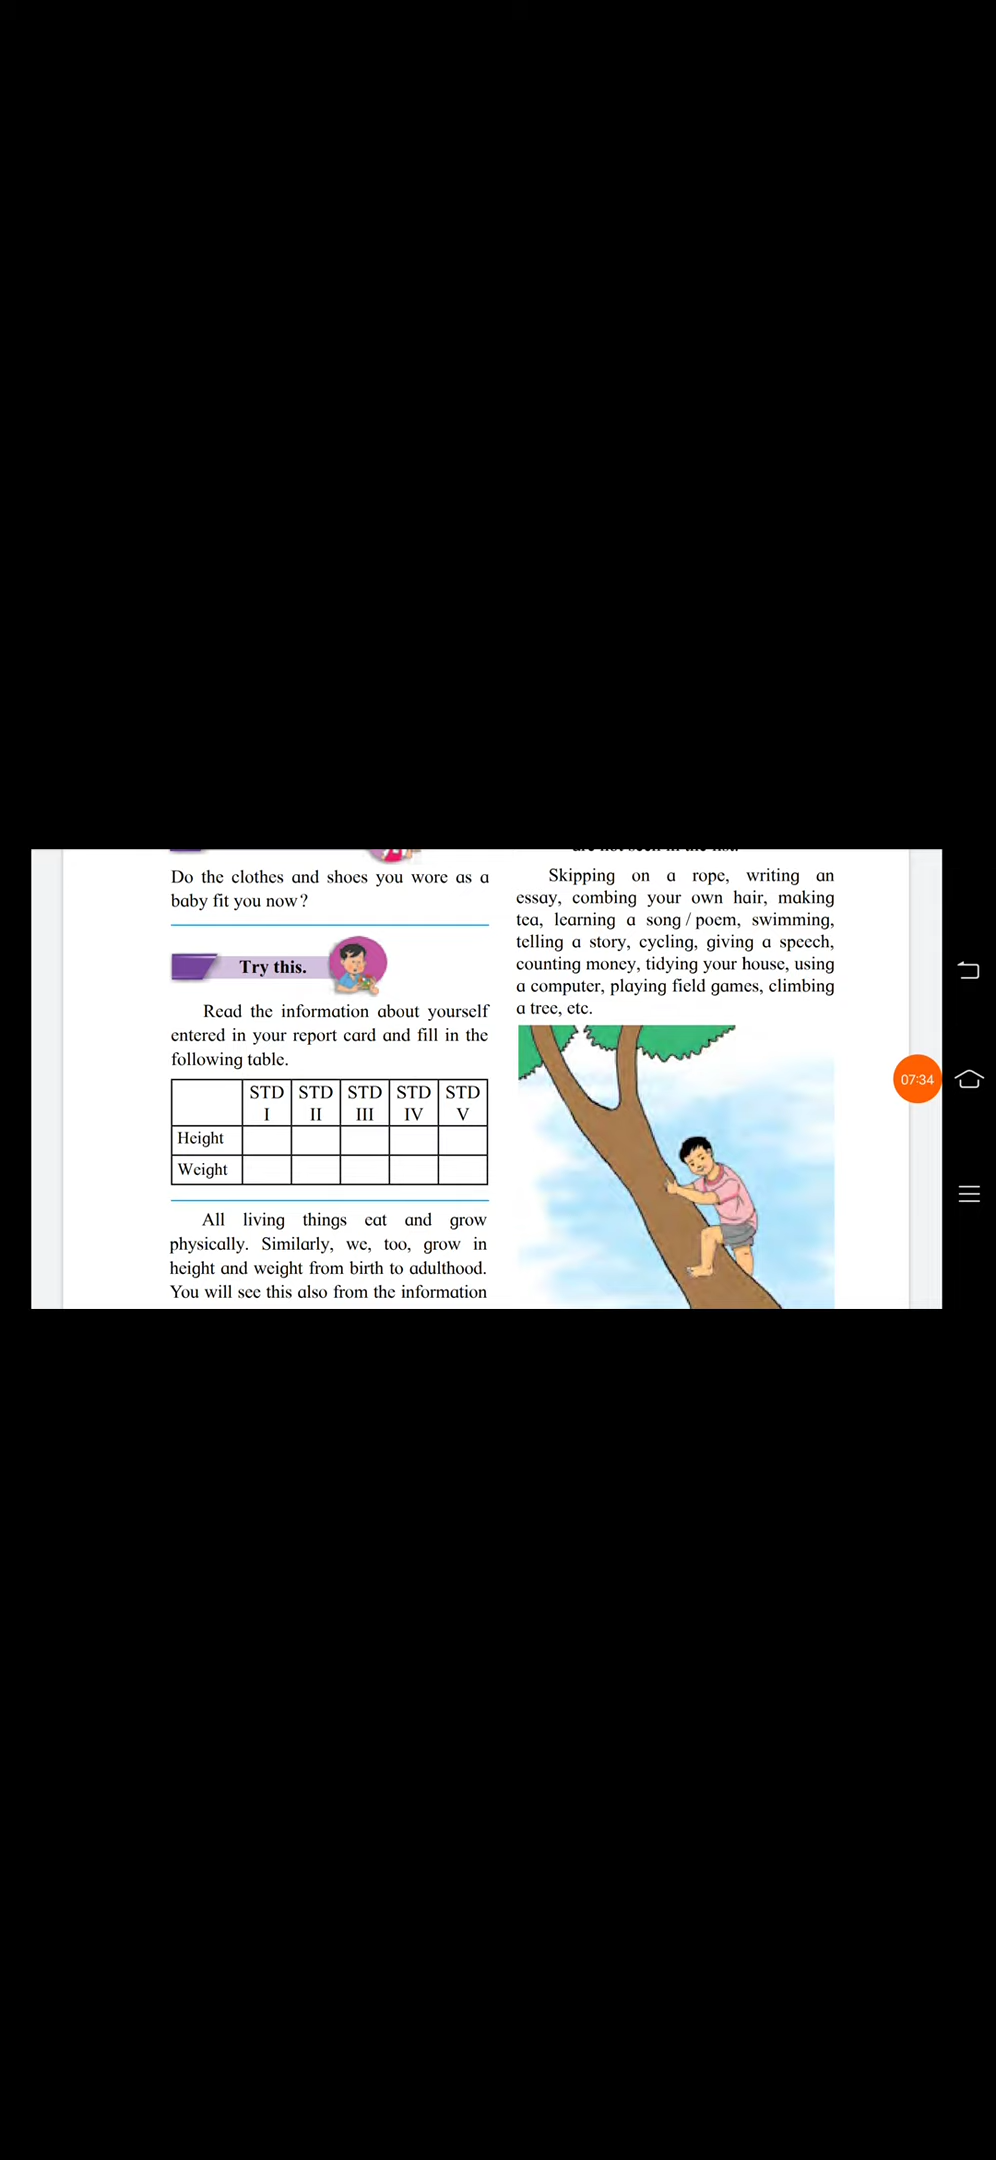 Do the clothes and shoes you wore as a
baby fit you now?
Try this.
Read the information about yourself
entered in your report card and fill in the
following table.
STD I STD II STD III STD IV STD V
Height
Weight
All living things eat and grow
physically. Similarly, we, too, grow in
height and weight from birth to adulthood.
You will see this also from the information
Skipping on a rope, writing an
essay, combing your own hair, making
tea, learning a song / poem, swimming,
telling a story, cycling, giving a speech,
counting money, tidying your house, using
a computer, playing field games, climbing
a tree, etc.
07:34